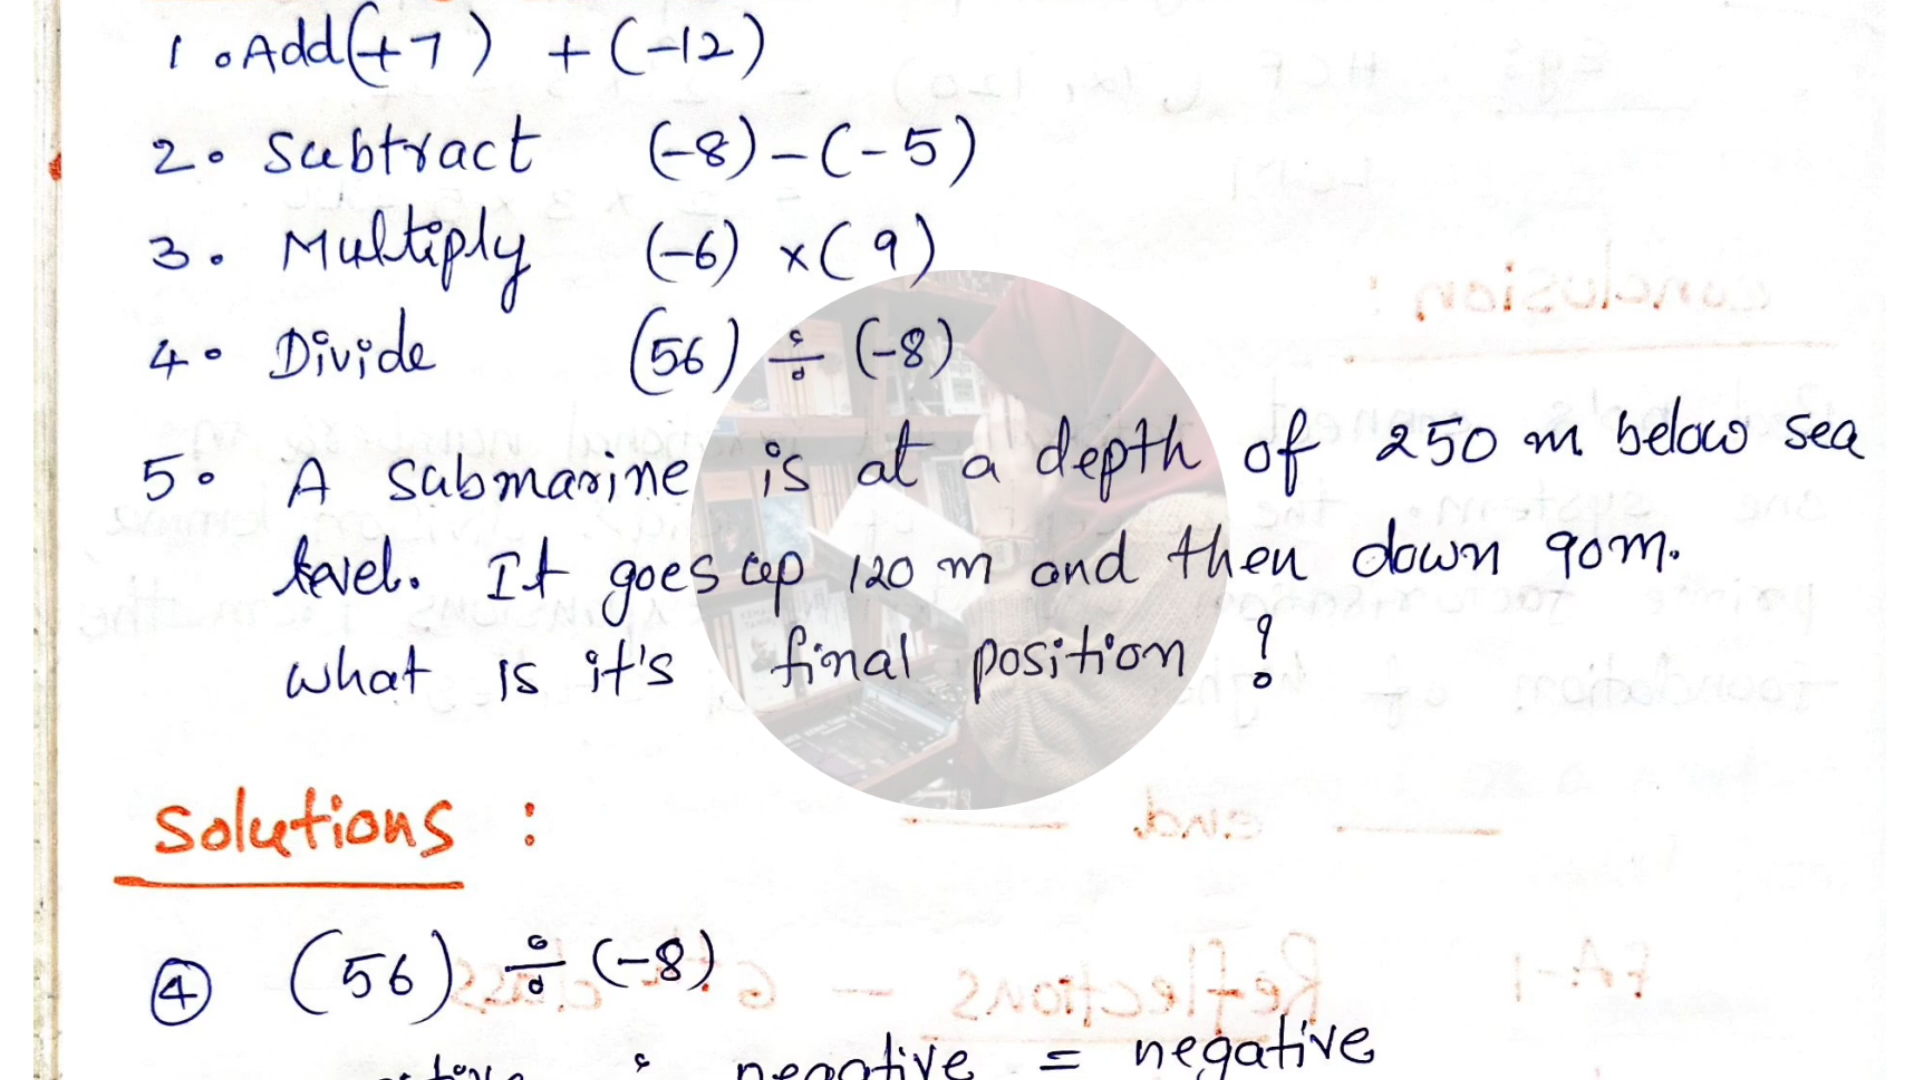 1. Add (+7) + (-12)
2. Subtract (-8) - (-5)
3. Multiply (-6) × (9)
4. Divide (56) ÷ (-8)
5. A submarine is at a depth of 250 m below sea
level. It goes up 120 m and then down 90m.
what is it's final position ?
Solutions :
④ (56) ÷ (-8)
÷ negative = negative